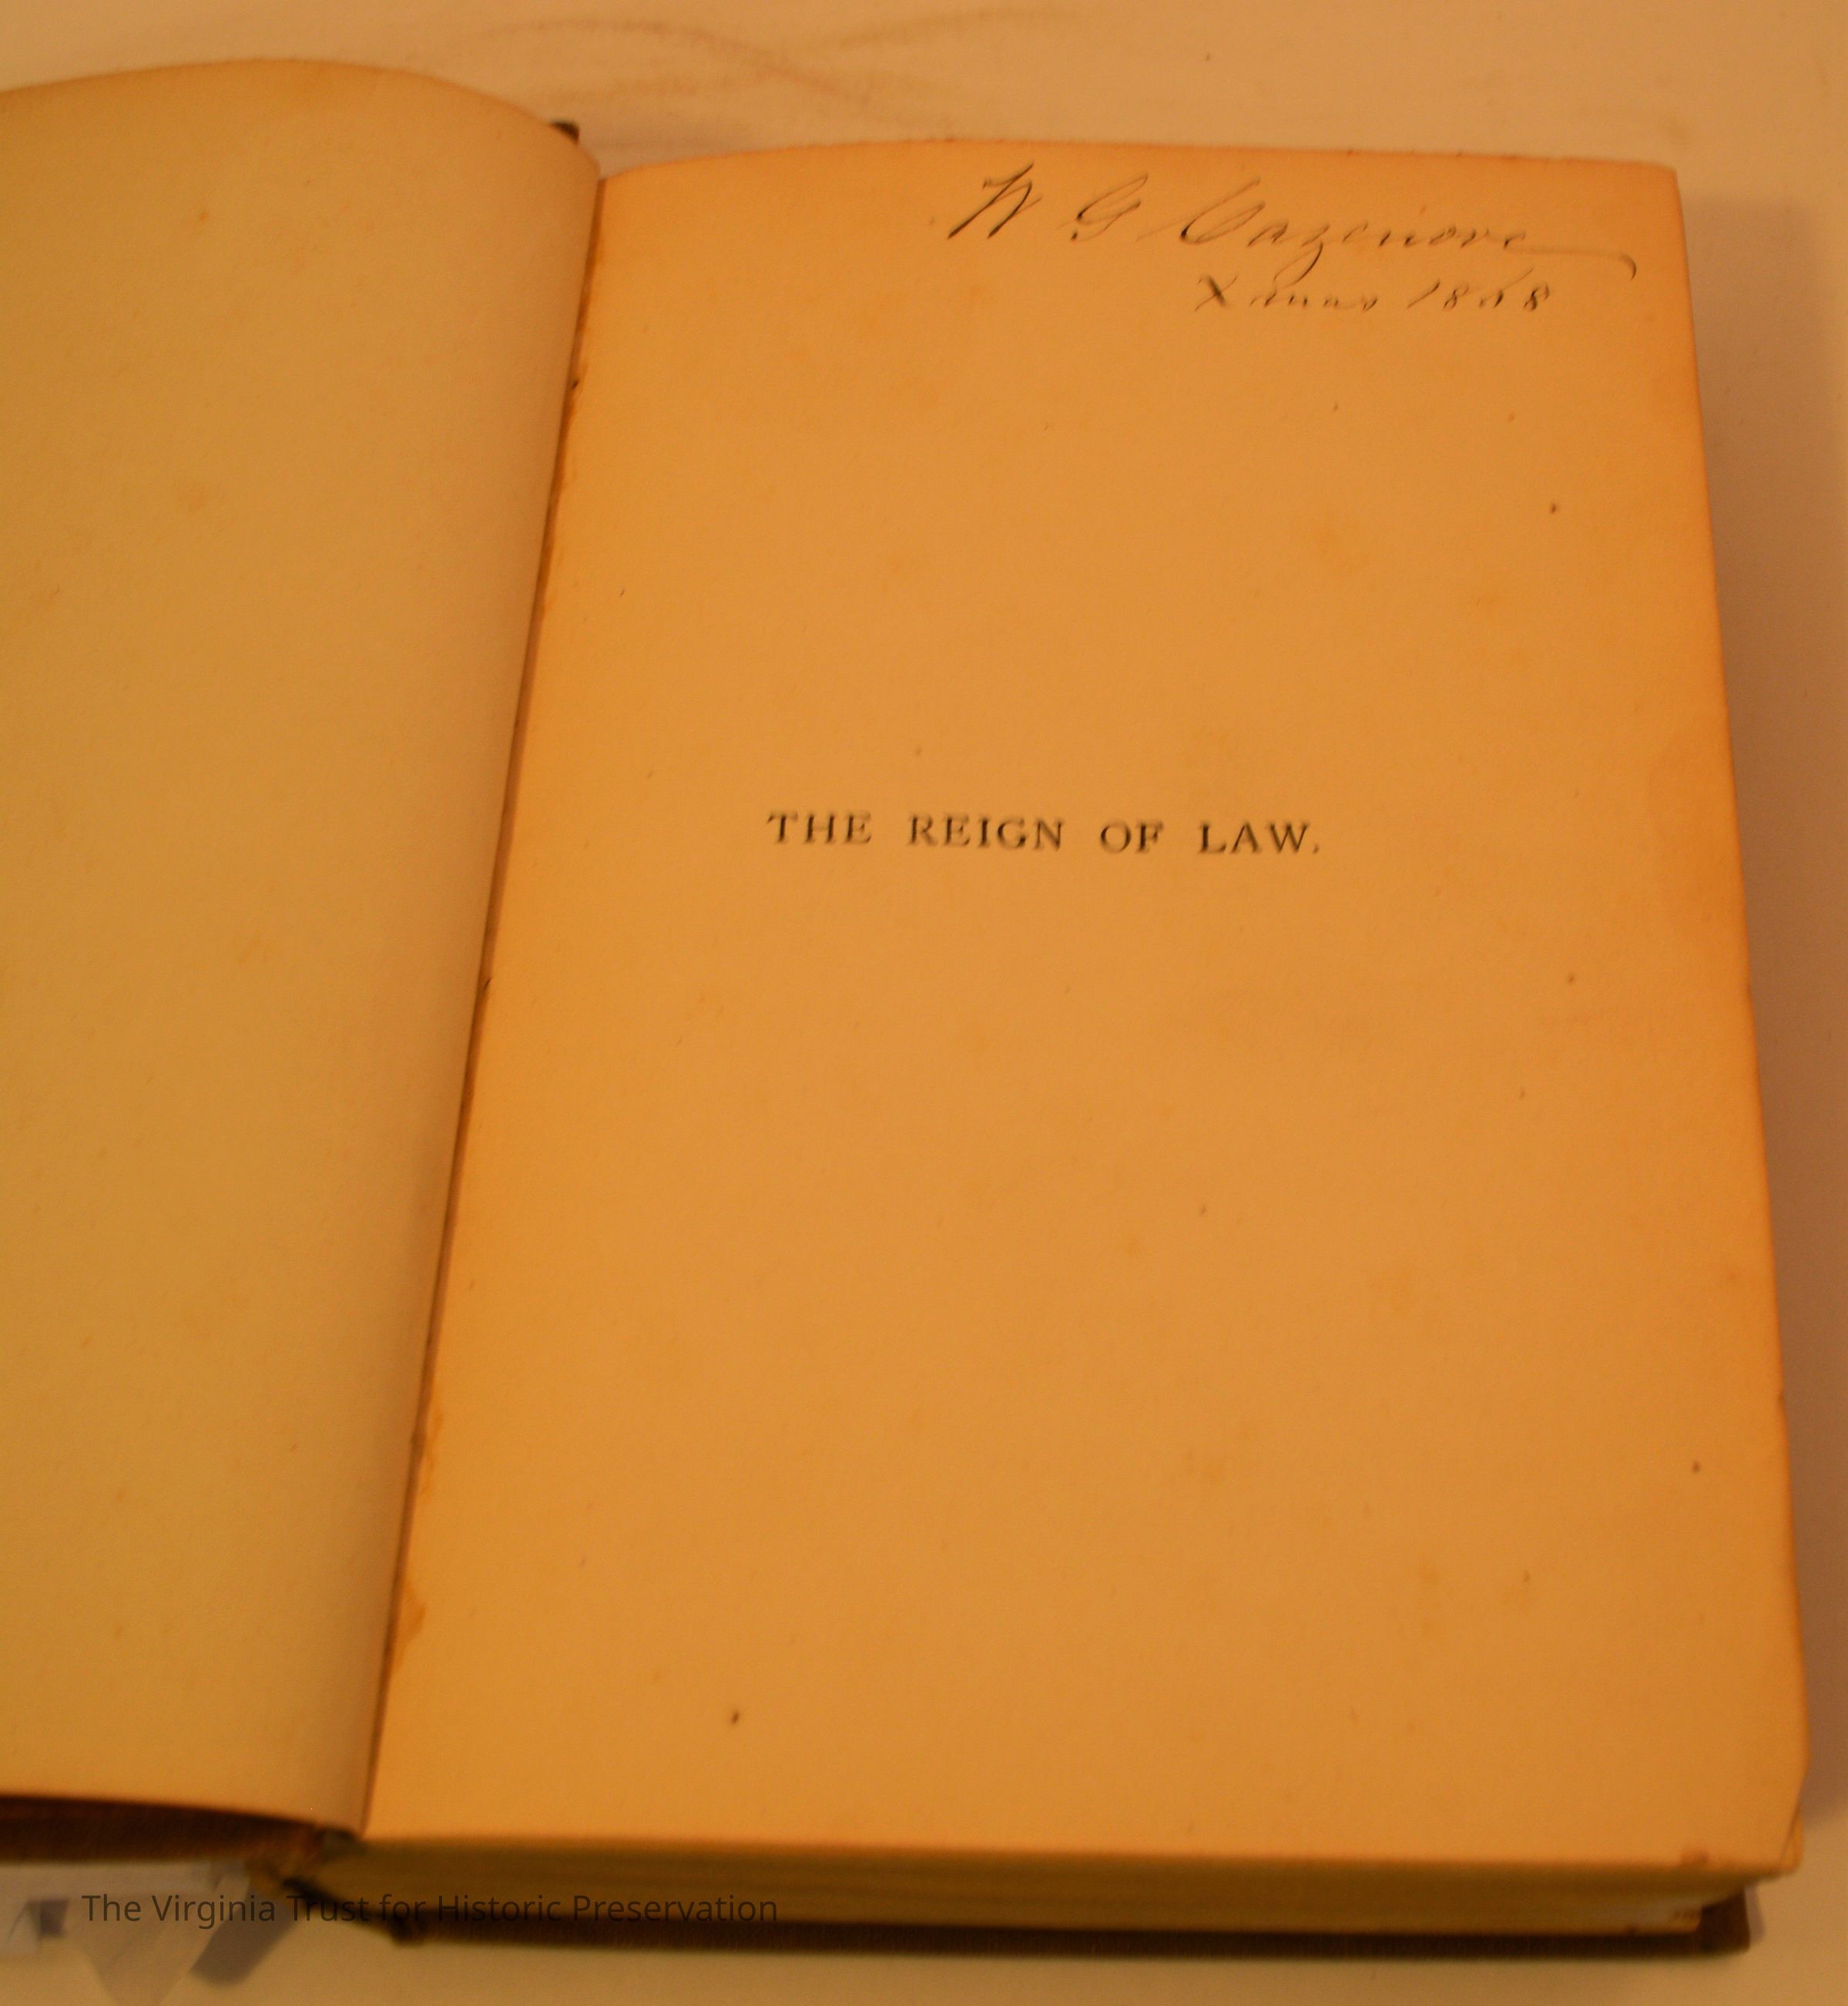 W G Cazenove
Xmas 1868
THE REIGN OF LAW.
The Virginia Trust for Historic Preservation